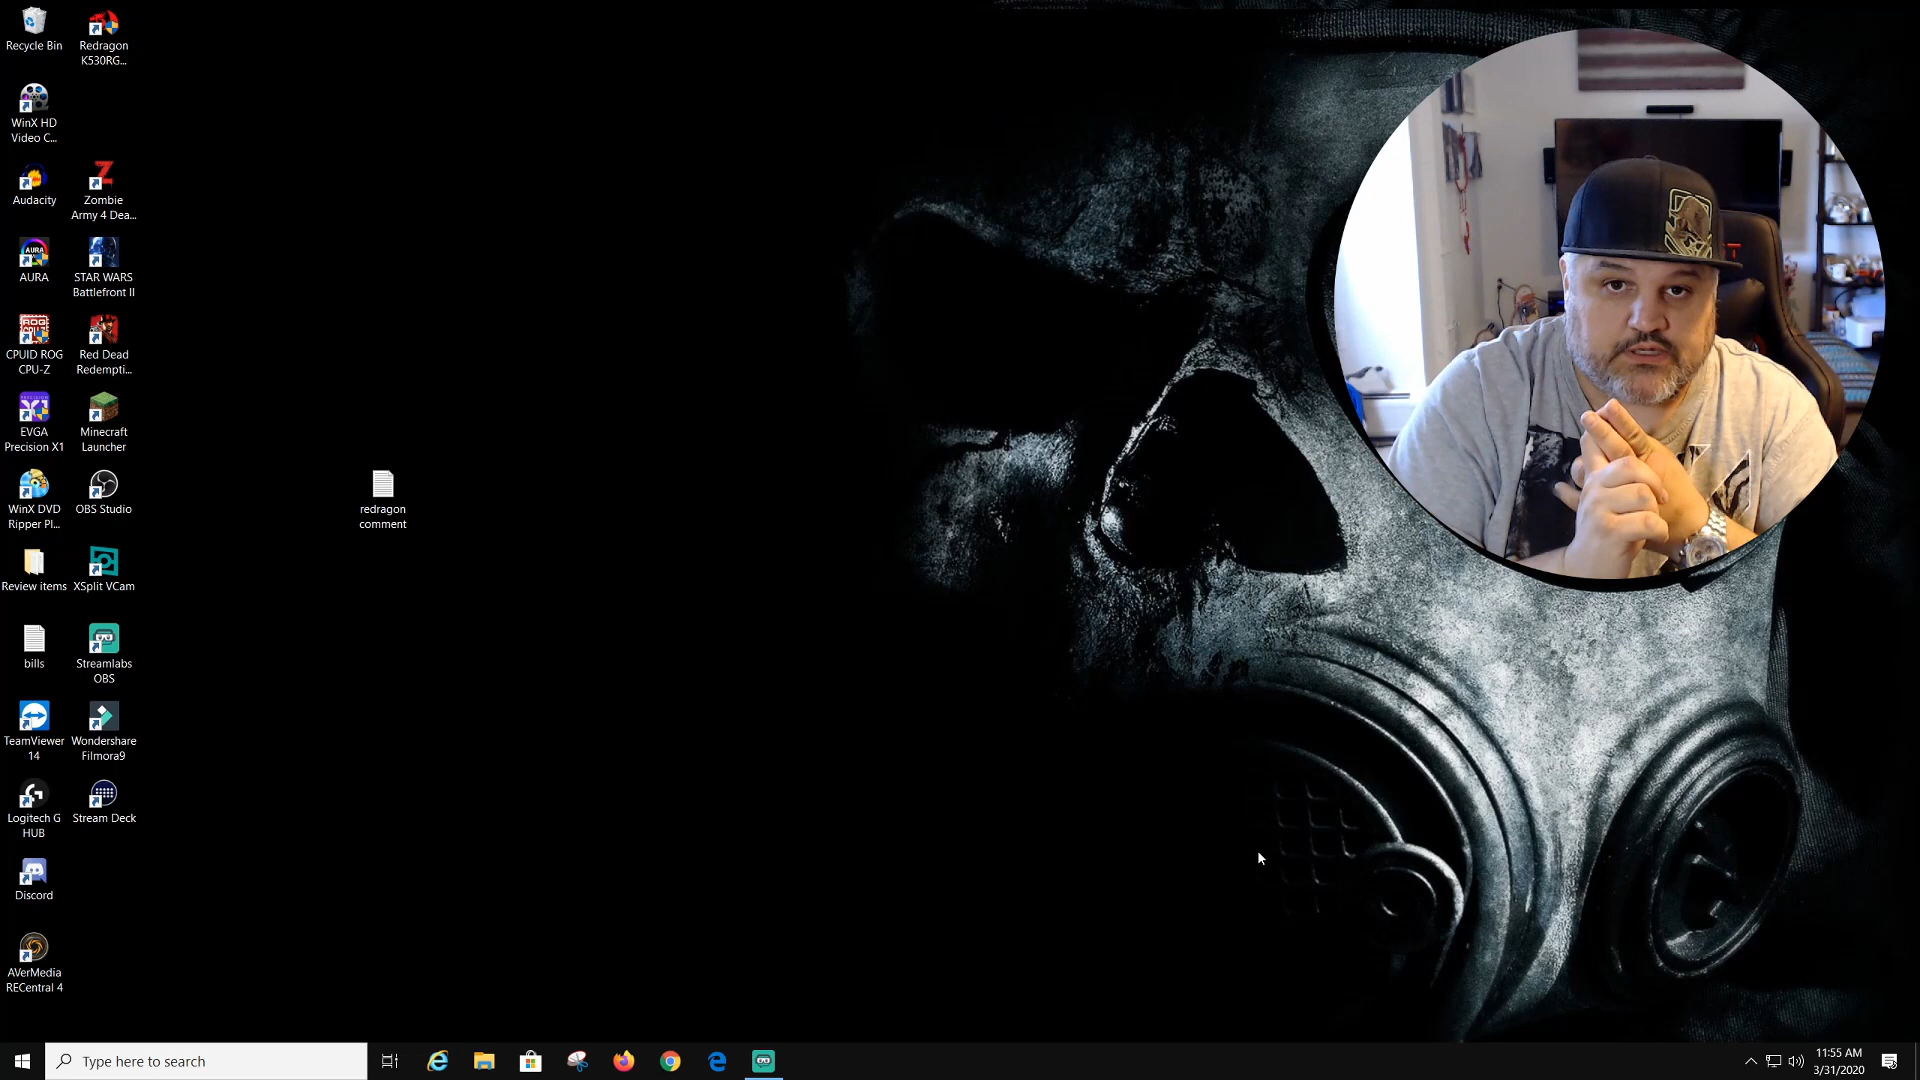 Recycle Bin
Redragon
K530RG...
WinX HD
Video C...
Audacity
Zombie
Army 4 Dea...
AURA
AURA
STAR WARS
Battlefront II
CPUID ROG
CPU-Z
Red Dead
Redempti...
EVGA
Precision X1
Minecraft
Launcher
WinX DVD
Ripper Pl...
OBS Studio
redragon
comment
Review items
XSplit VCam
bills
Streamlabs
OBS
TeamViewer
14
Wondershare
Filmora9
Logitech G
HUB
Stream Deck
Discord
AVerMedia
RECentral 4
Type here to search
11:55 AM
3/31/2020